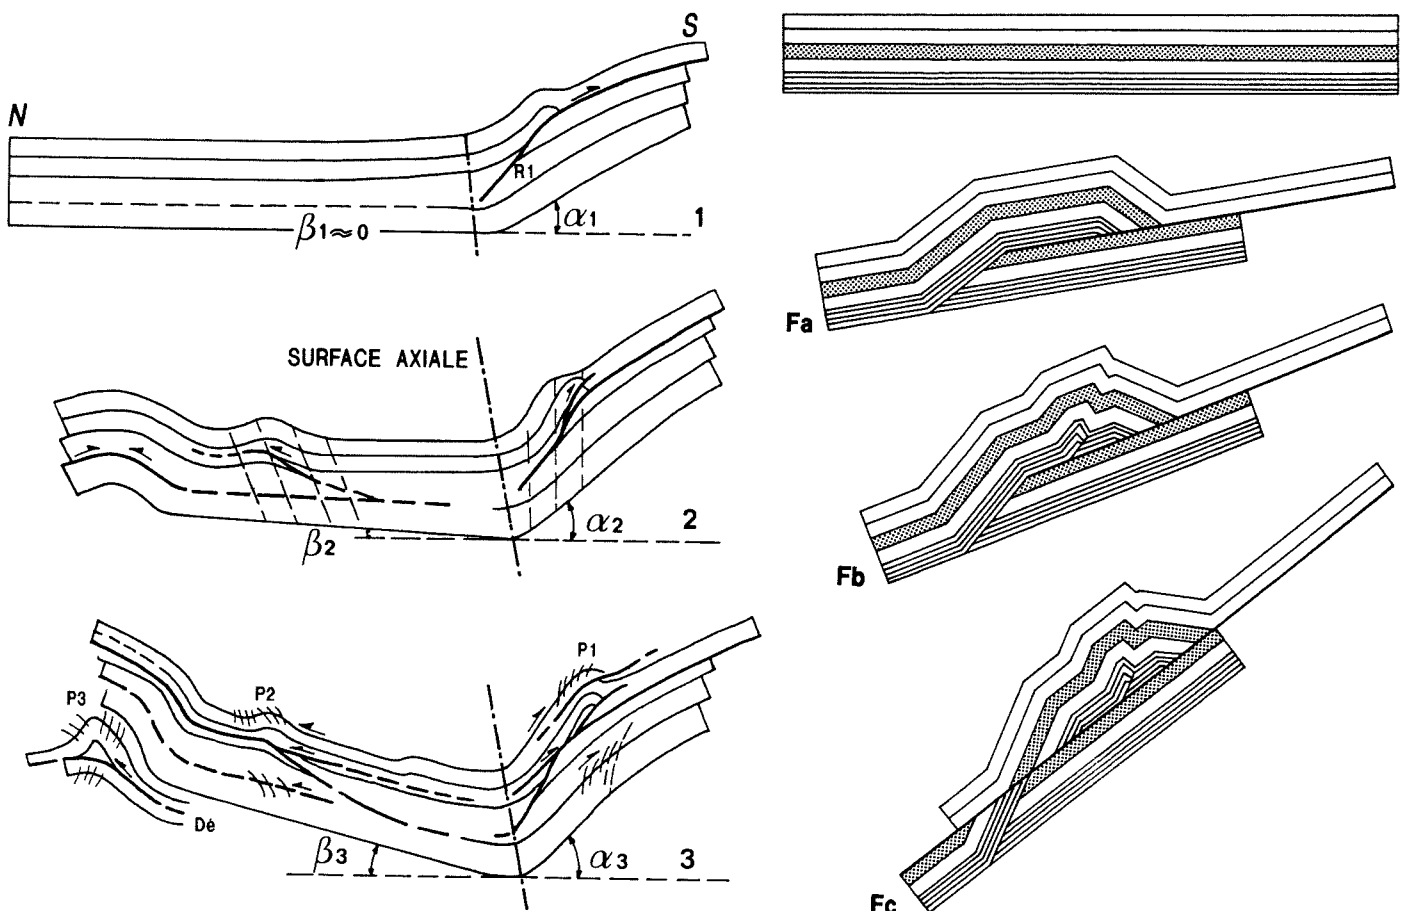 N
S
R1
β1≈0
α1
1
SURFACE AXIALE
β2
α2
2
P1
P2
P3
Dé
β3
α3
3
Fa
Fb
Fc